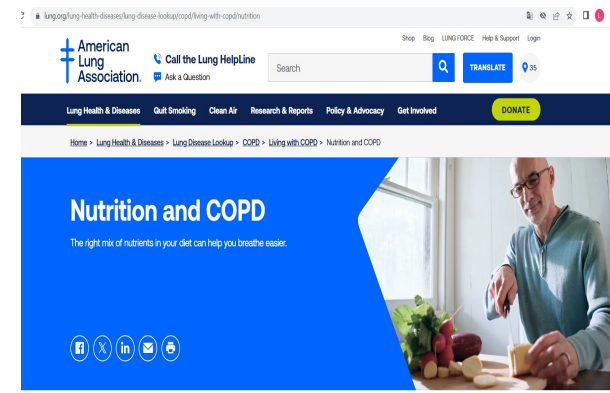 lung.org/lung-health-diseases/lung-disease-lookup/copd/living-with-copd/nutrition
Shop Blog LUNG FORCE Help & Support Login
American
Lung
Association.
Call the Lung HelpLine
Ask a Question
Search
TRANSLATE
35
Lung Health & Diseases Quit Smoking Clean Air Research & Reports Policy & Advocacy Get Involved
DONATE
Home > Lung Health & Diseases > Lung Disease Lookup > COPD > Living with COPD > Nutrition and COPD
Nutrition and COPD
The right mix of nutrients in your diet can help you breathe easier.